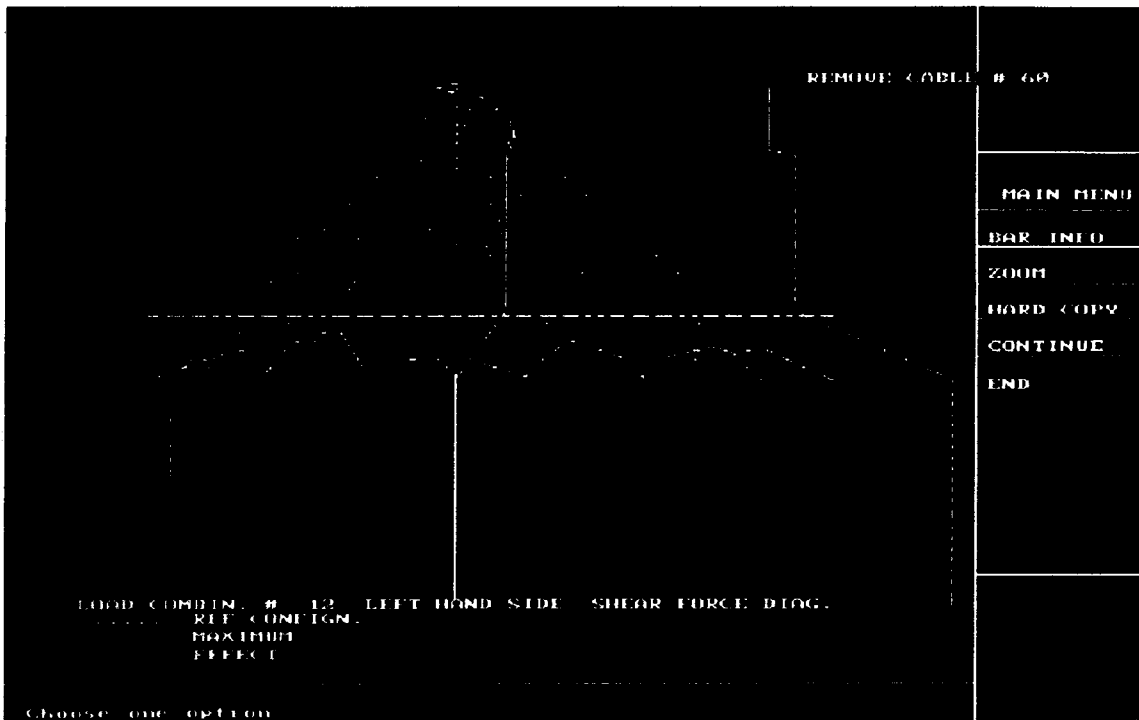 REMOVE CABLE # 60
MAIN MENU
BAR INFO
ZOOM
HARD COPY
CONTINUE
END
LOAD COMBIN. # 12 LEFT HAND SIDE SHEAR FORCE DIAG.
REF CONFIGN.
MAXIMUM
EFFECT
Choose one option